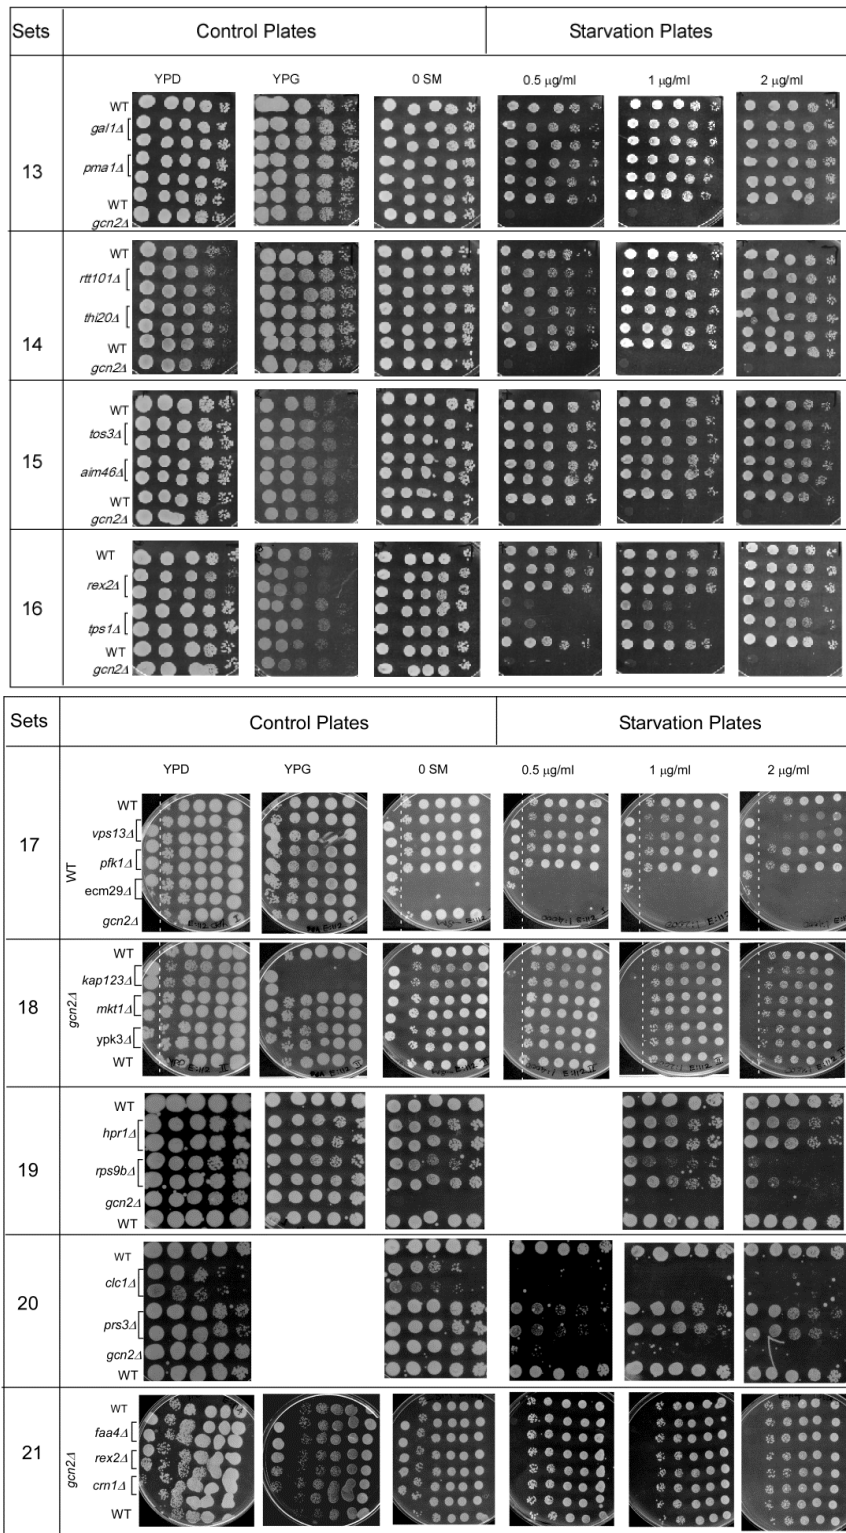 Sets Control Plates Starvation Plates
YPD YPG 0 SM 0.5 µg/ml 1 µg/ml 2 µg/ml
13
WT
gal1Δ
pma1Δ
WT
gcn2Δ
14
WT
rtt101Δ
thi20Δ
WT
gcn2Δ
15
WT
tos3Δ
aim46Δ
WT
gcn2Δ
16
WT
rex2Δ
tps1Δ
WT
gcn2Δ
Sets Control Plates Starvation Plates
YPD YPG 0 SM 0.5 µg/ml 1 µg/ml 2 µg/ml
17
WT
WT
vps13Δ
pfk1Δ
ecm29Δ
gcn2Δ
18
gcn2Δ
WT
kap123Δ
mkt1Δ
ypk3Δ
WT
19
WT
hpr1Δ
rps9bΔ
gcn2Δ
WT
20
WT
clc1Δ
prs3Δ
gcn2Δ
WT
21
gcn2Δ
WT
faa4Δ
rex2Δ
crn1Δ
WT